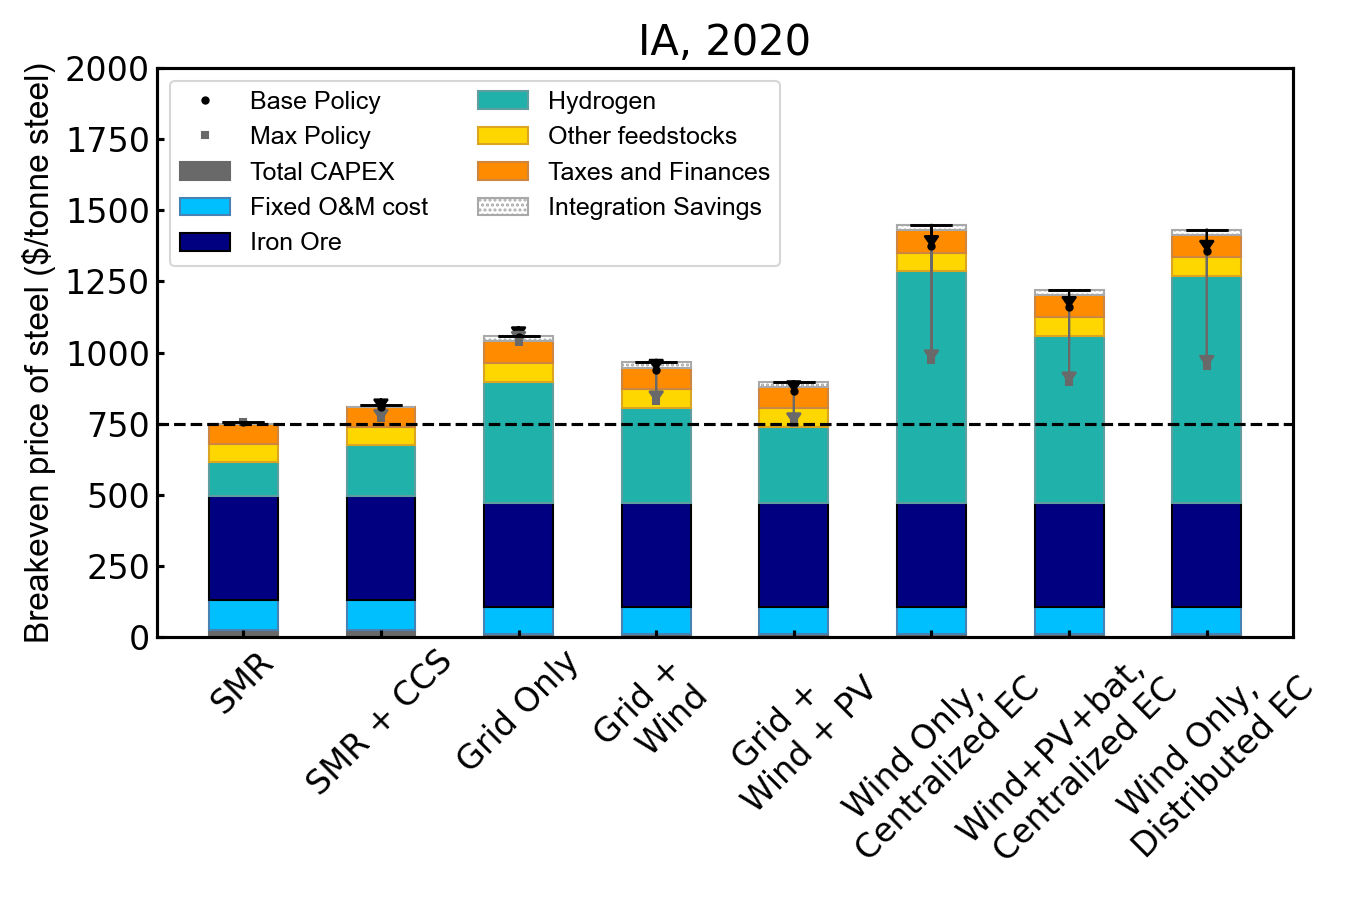 IA, 2020
Breakeven price of steel ($/tonne steel)
2000
1750
1500
1250
1000
750
500
250
0
Base Policy
Max Policy
Total CAPEX
Fixed O&M cost
Iron Ore
Hydrogen
Other feedstocks
Taxes and Finances
Integration Savings
SMR
SMR + CCS
Grid Only
Grid +
Wind
Grid +
Wind + PV
Wind Only,
Centralized EC
Wind+PV+bat,
Centralized EC
Wind Only,
Distributed EC